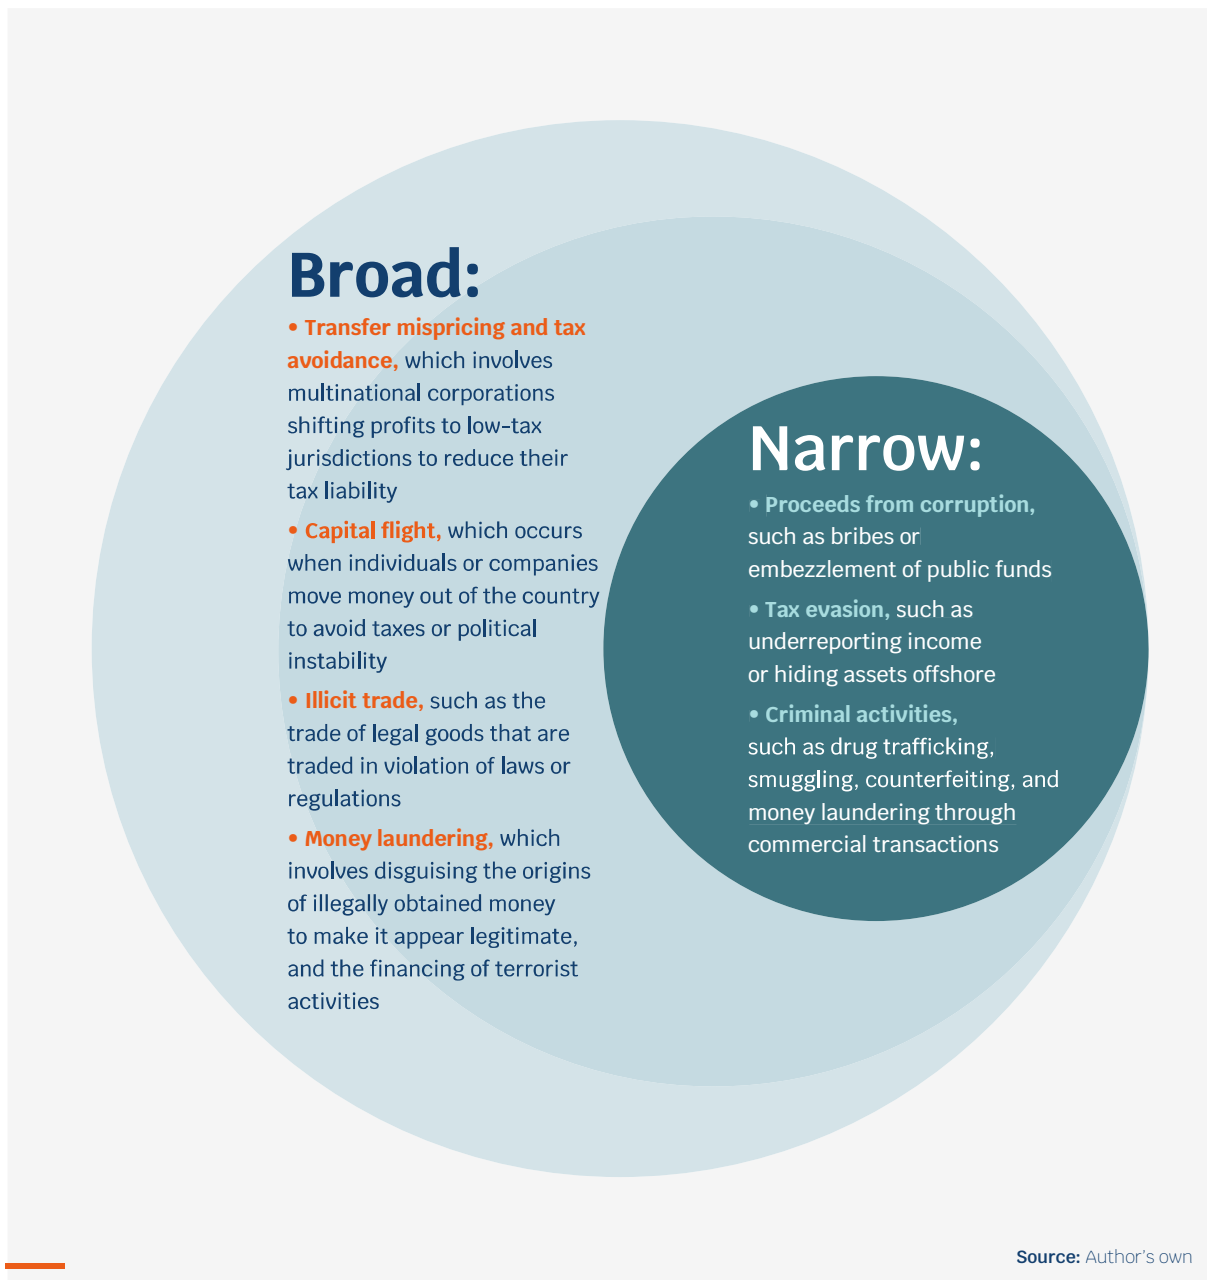 Broad:
• Transfer mispricing and tax
avoidance, which involves
multinational corporations
shifting profits to low-tax
jurisdictions to reduce their
tax liability
• Capital flight, which occurs
when individuals or companies
move money out of the country
to avoid taxes or political
instability
• Illicit trade, such as the
trade of legal goods that are
traded in violation of laws or
regulations
• Money laundering, which
involves disguising the origins
of illegally obtained money
to make it appear legitimate,
and the financing of terrorist
activities
Narrow:
• Proceeds from corruption,
such as bribes or
embezzlement of public funds
• Tax evasion, such as
underreporting income
or hiding assets offshore
• Criminal activities,
such as drug trafficking,
smuggling, counterfeiting, and
money laundering through
commercial transactions
Source: Author's own